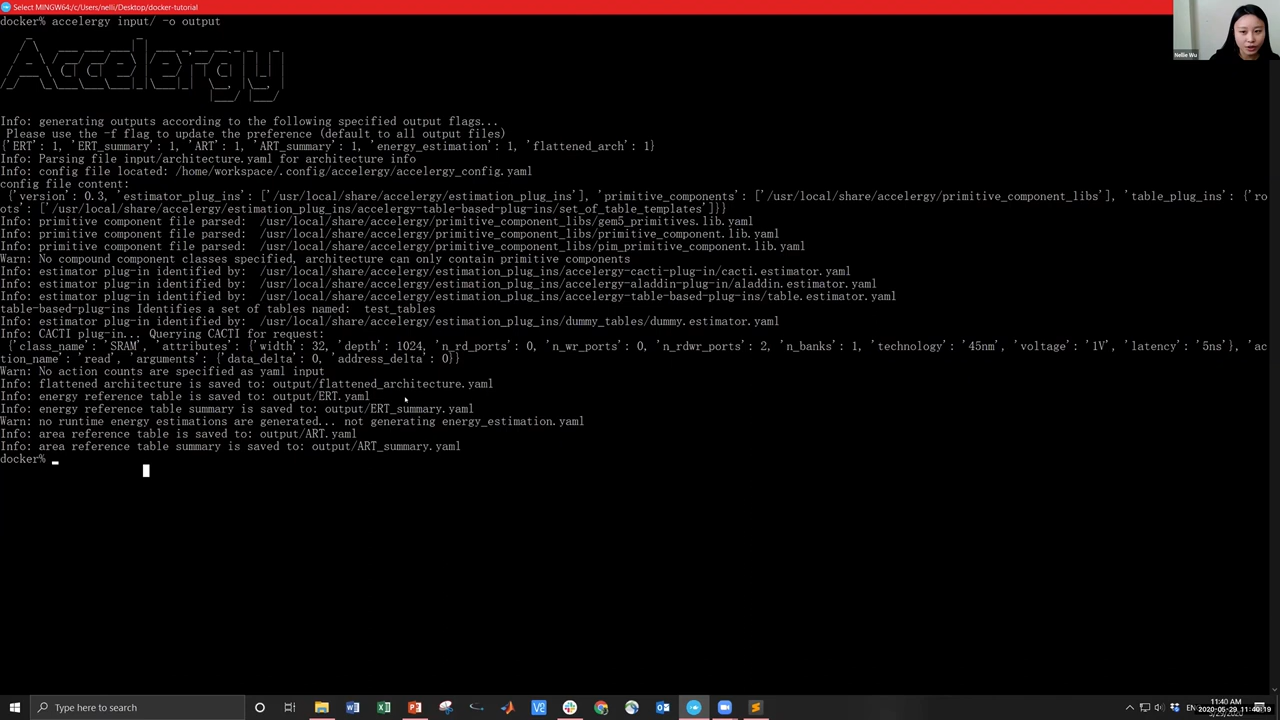 Select MINGW64:/c/Users/nelli/Desktop/docker-tutorial
docker% accelergy input/ -o output
Accelergy
Info: generating outputs according to the following specified output flags...
Please use the -f flag to update the preference (default to all output files)
{'ERT': 1, 'ERT_summary': 1, 'ART': 1, 'ART_summary': 1, 'energy_estimation': 1, 'flattened_arch': 1}
Info: Parsing file input/architecture.yaml for architecture info
Info: config file located: /home/workspace/.config/accelergy/accelergy_config.yaml
config file content:
{'version': 0.3, 'estimator_plug_ins': ['/usr/local/share/accelergy/estimation_plug_ins'], 'primitive_components': ['/usr/local/share/accelergy/primitive_component_libs'], 'table_plug_ins': {'ro
ots': ['/usr/local/share/accelergy/estimation_plug_ins/accelergy-table-based-plug-ins/set_of_table_templates']}}
Info: primitive component file parsed: /usr/local/share/accelergy/primitive_component_libs/gem5_primitives.lib.yaml
Info: primitive component file parsed: /usr/local/share/accelergy/primitive_component_libs/primitive_component.lib.yaml
Info: primitive component file parsed: /usr/local/share/accelergy/primitive_component_libs/pim_primitive_component.lib.yaml
Warn: No compound component classes specified, architecture can only contain primitive components
Info: estimator plug-in identified by: /usr/local/share/accelergy/estimation_plug_ins/accelergy-cacti-plug-in/cacti.estimator.yaml
Info: estimator plug-in identified by: /usr/local/share/accelergy/estimation_plug_ins/accelergy-aladdin-plug-in/aladdin.estimator.yaml
Info: estimator plug-in identified by: /usr/local/share/accelergy/estimation_plug_ins/accelergy-table-based-plug-ins/table.estimator.yaml
table-based-plug-ins Identifies a set of tables named: test_tables
Info: estimator plug-in identified by: /usr/local/share/accelergy/estimation_plug_ins/dummy_tables/dummy.estimator.yaml
Info: CACTI plug-in... Querying CACTI for request:
{'class_name': 'SRAM', 'attributes': {'width': 32, 'depth': 1024, 'n_rd_ports': 0, 'n_wr_ports': 0, 'n_rdwr_ports': 2, 'n_banks': 1, 'technology': '45nm', 'voltage': '1V', 'latency': '5ns'}, 'ac
tion_name': 'read', 'arguments': {'data_delta': 0, 'address_delta': 0}}
Warn: No action counts are specified as yaml input
Info: flattened architecture is saved to: output/flattened_architecture.yaml
Info: energy reference table is saved to: output/ERT.yaml
Info: energy reference table summary is saved to: output/ERT_summary.yaml
Warn: no runtime energy estimations are generated... not generating energy_estimation.yaml
Info: area reference table is saved to: output/ART.yaml
Info: area reference table summary is saved to: output/ART_summary.yaml
docker%
Nellie Wu
Type here to search
11:40 AM
2020-05-29 11:40:19